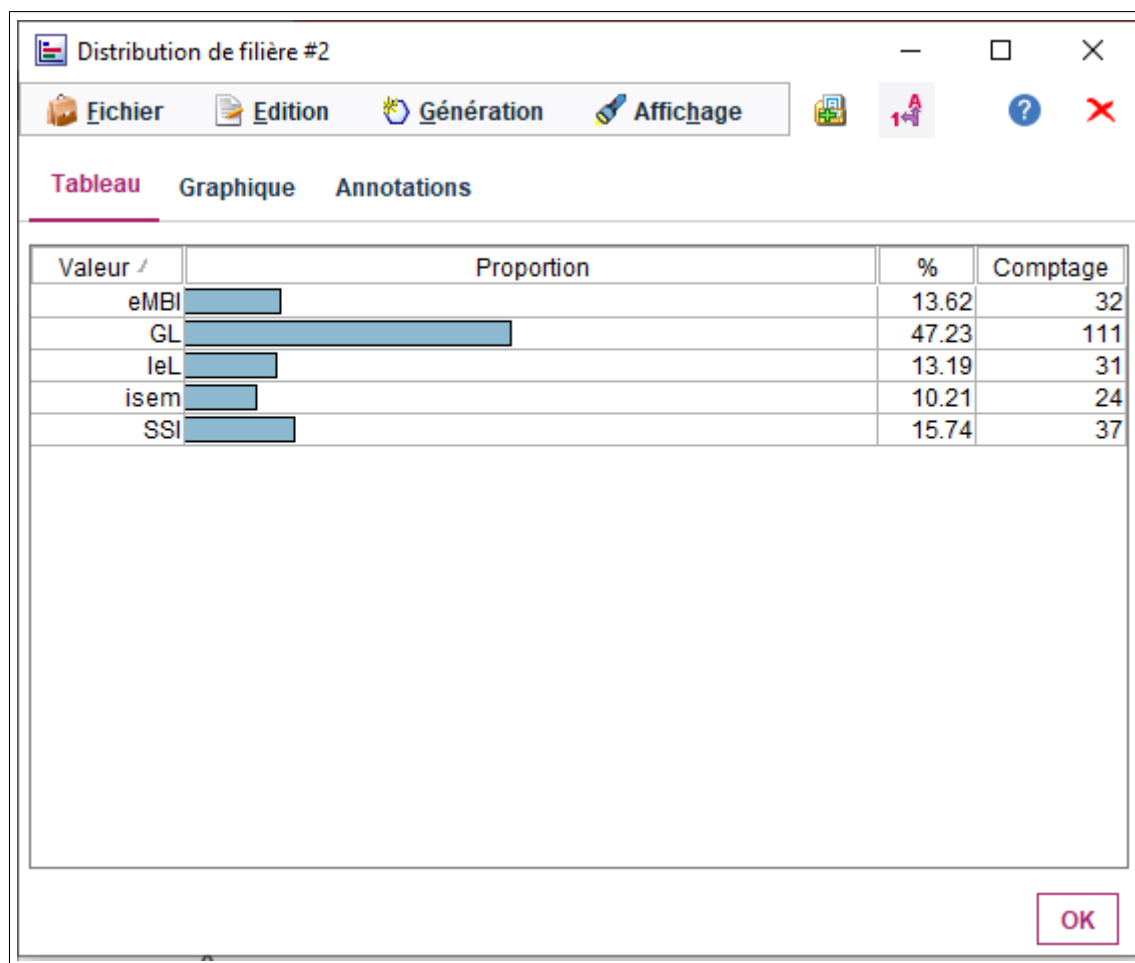 Distribution de filière #2
Fichier Edition Génération Affichage
Tableau Graphique Annotations
Valeur Proportion % Comptage
eMBI 13.62 32
GL 47.23 111
IeL 13.19 31
isem 10.21 24
SSI 15.74 37
OK